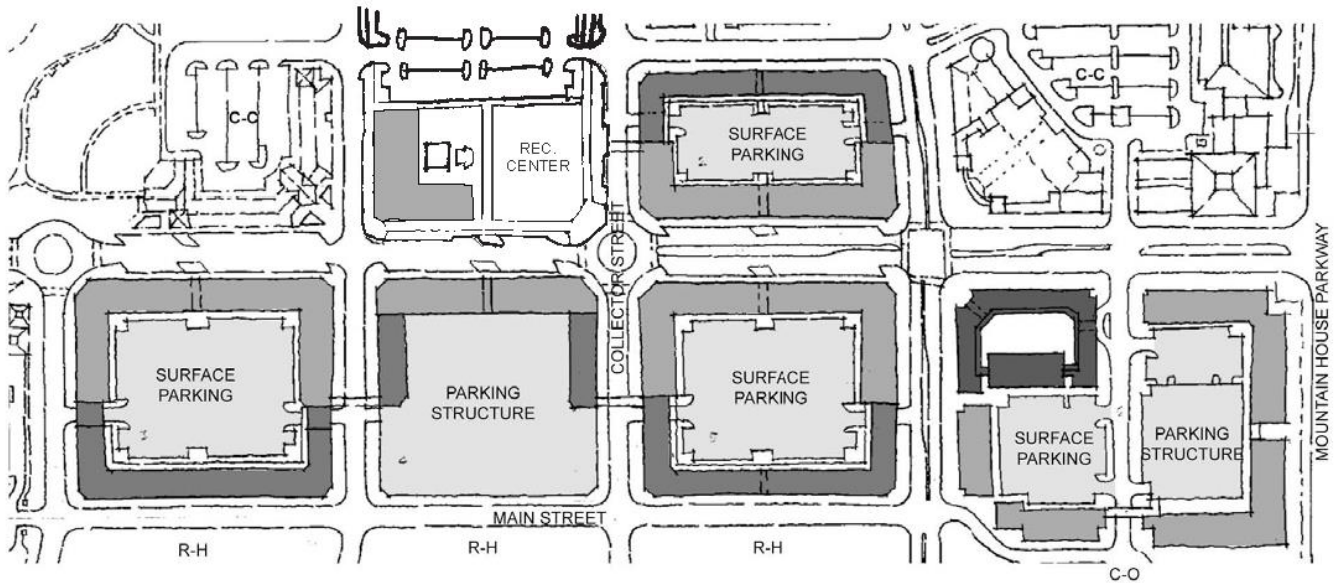 C-C
C-C
REC.
CENTER
SURFACE
PARKING
COLLECTOR STREET
MOUNTAIN HOUSE PARKWAY
SURFACE
PARKING
PARKING
STRUCTURE
SURFACE
PARKING
SURFACE
PARKING
PARKING
STRUCTURE
MAIN STREET
R-H
R-H
R-H
C-O